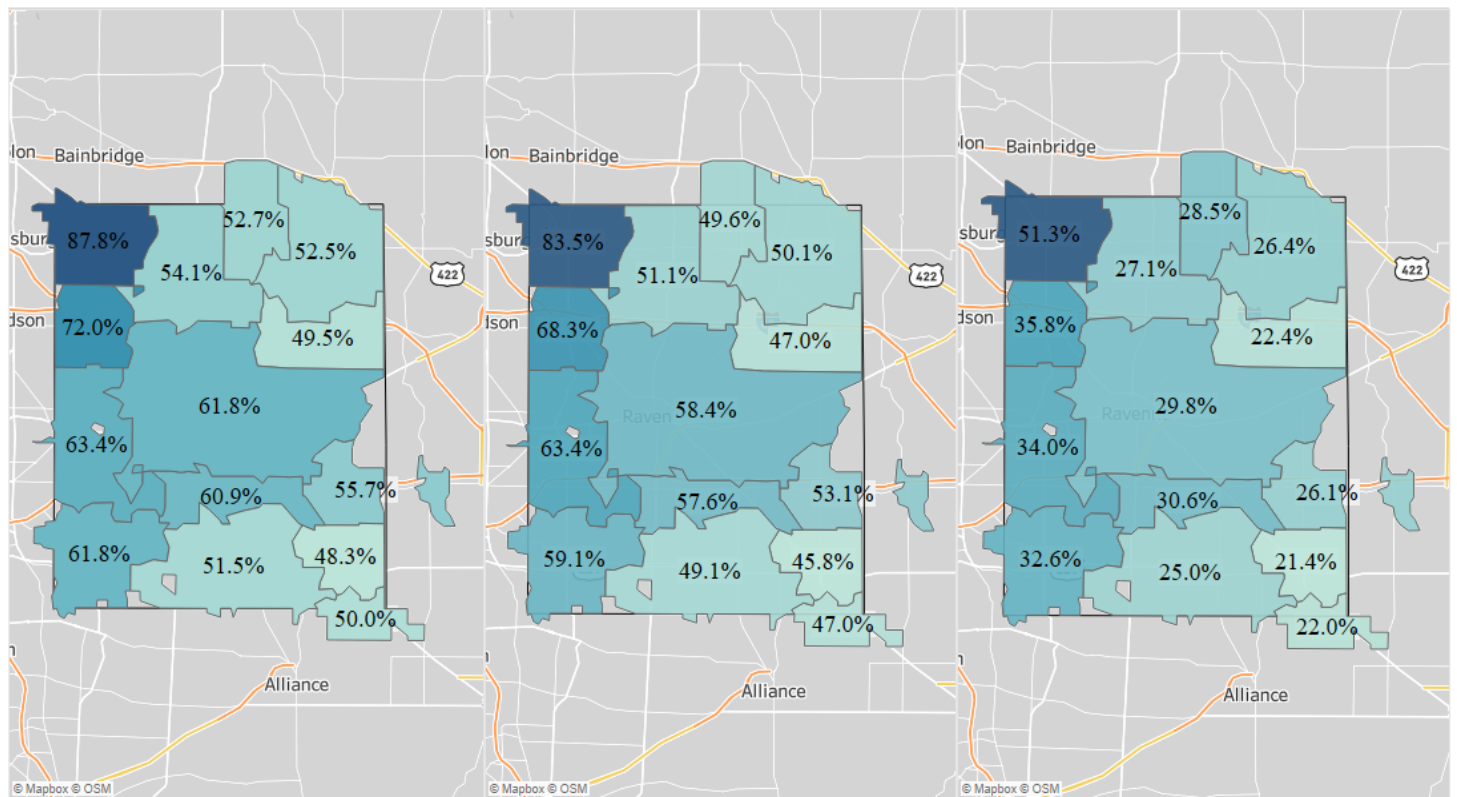 lon
Bainbridge
52.7%
87.8%
sburg
52.5%
54.1%
422
72.0%
dson
49.5%
61.8%
63.4%
60.9%
55.7%
61.8%
51.5%
48.3%
50.0%
Alliance
© Mapbox © OSM
lon
Bainbridge
49.6%
83.5%
sburg
50.1%
51.1%
422
68.3%
dson
47.0%
58.4%
Raven
63.4%
57.6%
53.1%
59.1%
49.1%
45.8%
47.0%
Alliance
© Mapbox © OSM
lon
Bainbridge
28.5%
51.3%
sburg
26.4%
27.1%
422
35.8%
dson
22.4%
29.8%
Raven
34.0%
30.6%
26.1%
32.6%
25.0%
21.4%
22.0%
Alliance
© Mapbox © OSM